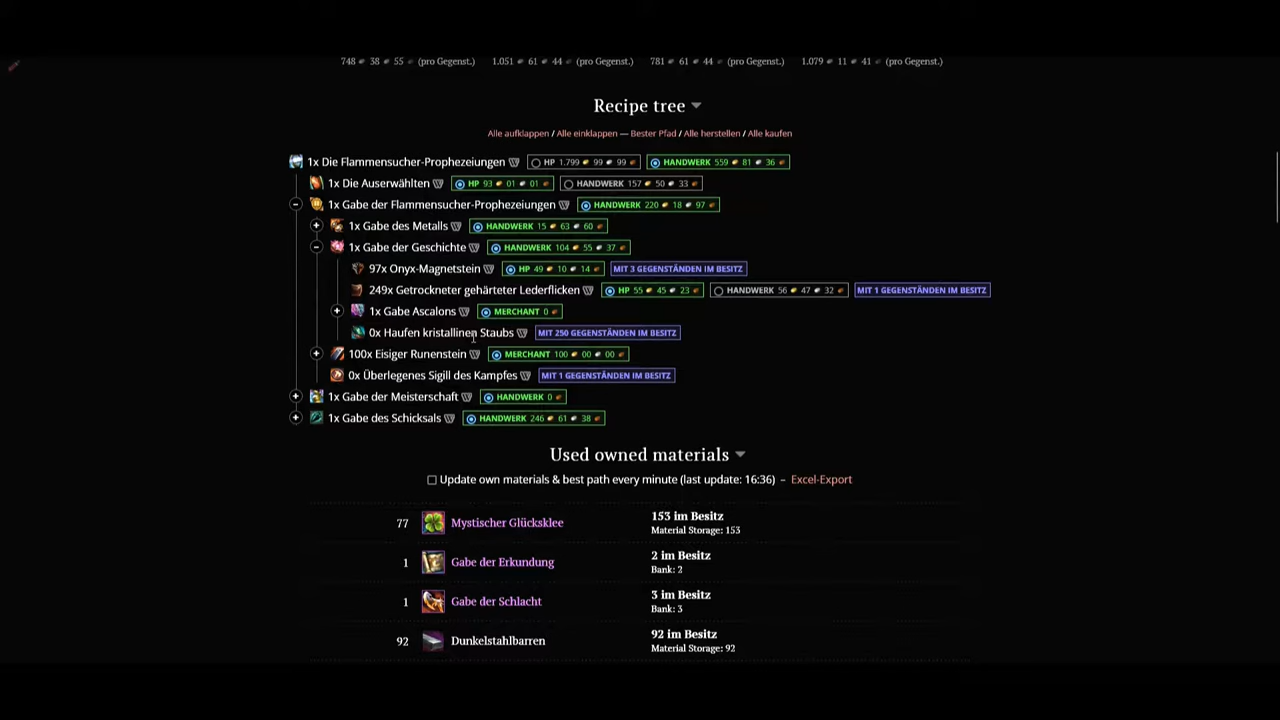 748 38 55 (pro Gegenst.) 1.051 61 44 (pro Gegenst.) 781 61 44 (pro Gegenst.) 1.079 11 41 (pro Gegenst.)
Recipe tree
Alle aufklappen / Alle einklappen — Bester Pfad / Alle herstellen / Alle kaufen
1x Die Flammensucher-Prophezeiungen HP 1.799 99 99 HANDWERK 559 81 36
1x Die Auserwählten HP 93 01 01 HANDWERK 157 50 33
1x Gabe der Flammensucher-Prophezeiungen HANDWERK 220 18 97
1x Gabe des Metalls HANDWERK 15 63 60
1x Gabe der Geschichte HANDWERK 104 55 37
97x Onyx-Magnetstein HP 49 10 14 MIT 3 GEGENSTÄNDEN IM BESITZ
249x Getrockneter gehärteter Lederflicken HP 55 45 23 HANDWERK 56 47 32 MIT 1 GEGENSTÄNDEN IM BESITZ
1x Gabe Ascalons MERCHANT 0
0x Haufen kristallinen Staubs MIT 250 GEGENSTÄNDEN IM BESITZ
100x Eisiger Runenstein MERCHANT 100 00 00
0x Überlegenes Sigill des Kampfes MIT 1 GEGENSTÄNDEN IM BESITZ
1x Gabe der Meisterschaft HANDWERK 0
1x Gabe des Schicksals HANDWERK 246 61 38
Used owned materials
Update own materials & best path every minute (last update: 16:36) – Excel-Export
77 Mystischer Glücksklee 153 im Besitz
Material Storage: 153
1 Gabe der Erkundung 2 im Besitz
Bank: 2
1 Gabe der Schlacht 3 im Besitz
Bank: 3
92 Dunkelstahlbarren 92 im Besitz
Material Storage: 92